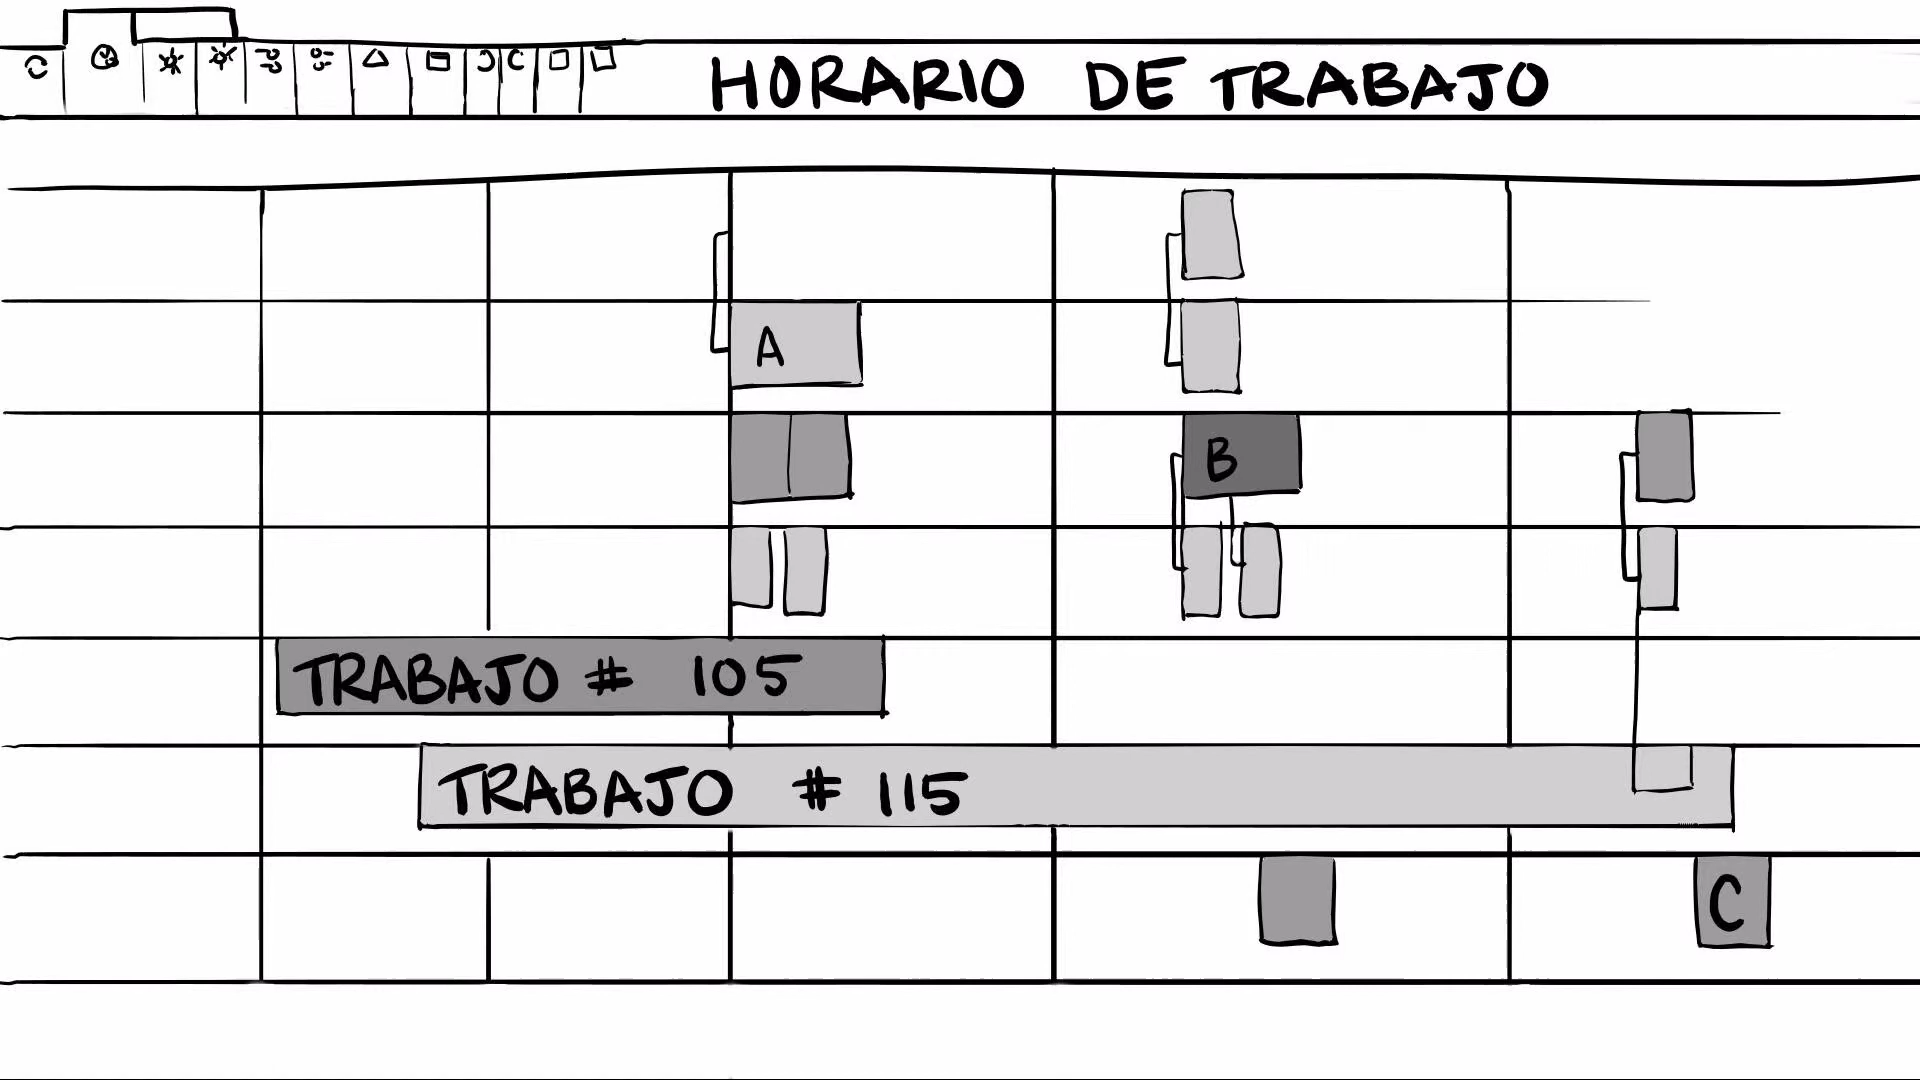 HORARIO DE TRABAJO
A
B
TRABAJO # 105
TRABAJO # 115
C